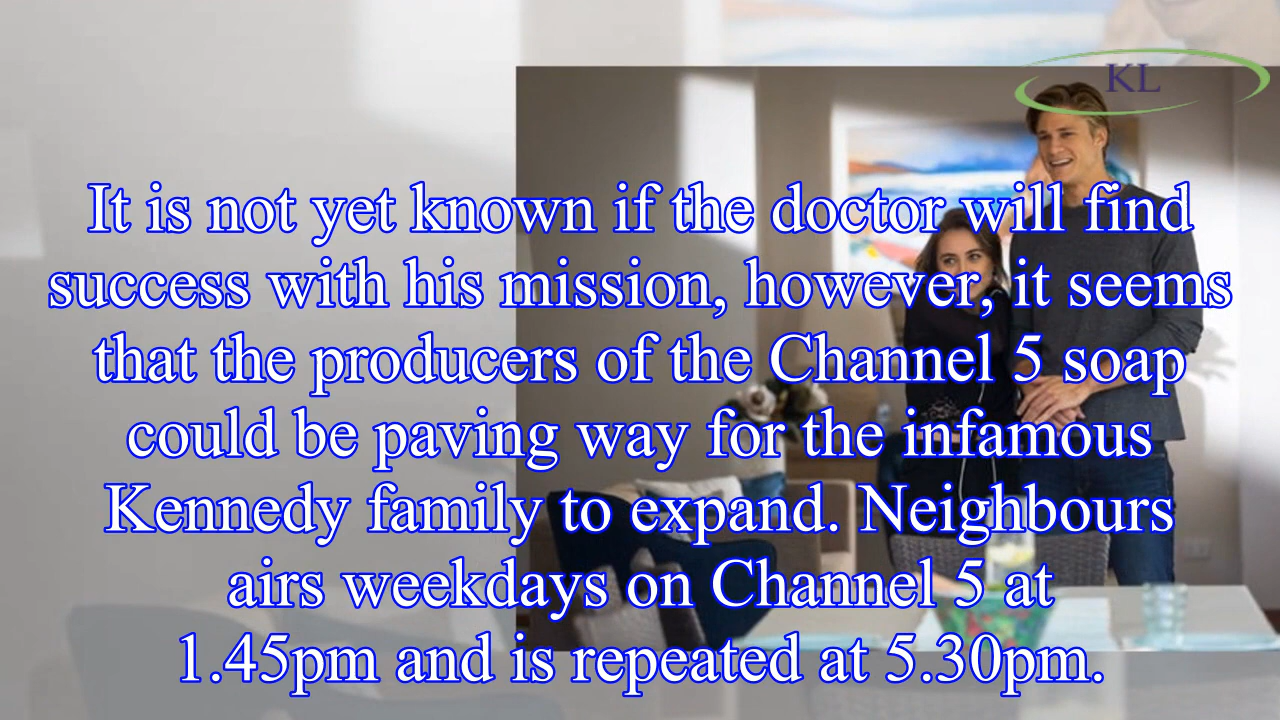 KL
It is not yet known if the doctor will find
success with his mission, however, it seems
that the producers of the Channel 5 soap
could be paving way for the infamous
Kennedy family to expand. Neighbours
airs weekdays on Channel 5 at
1.45pm and is repeated at 5.30pm.